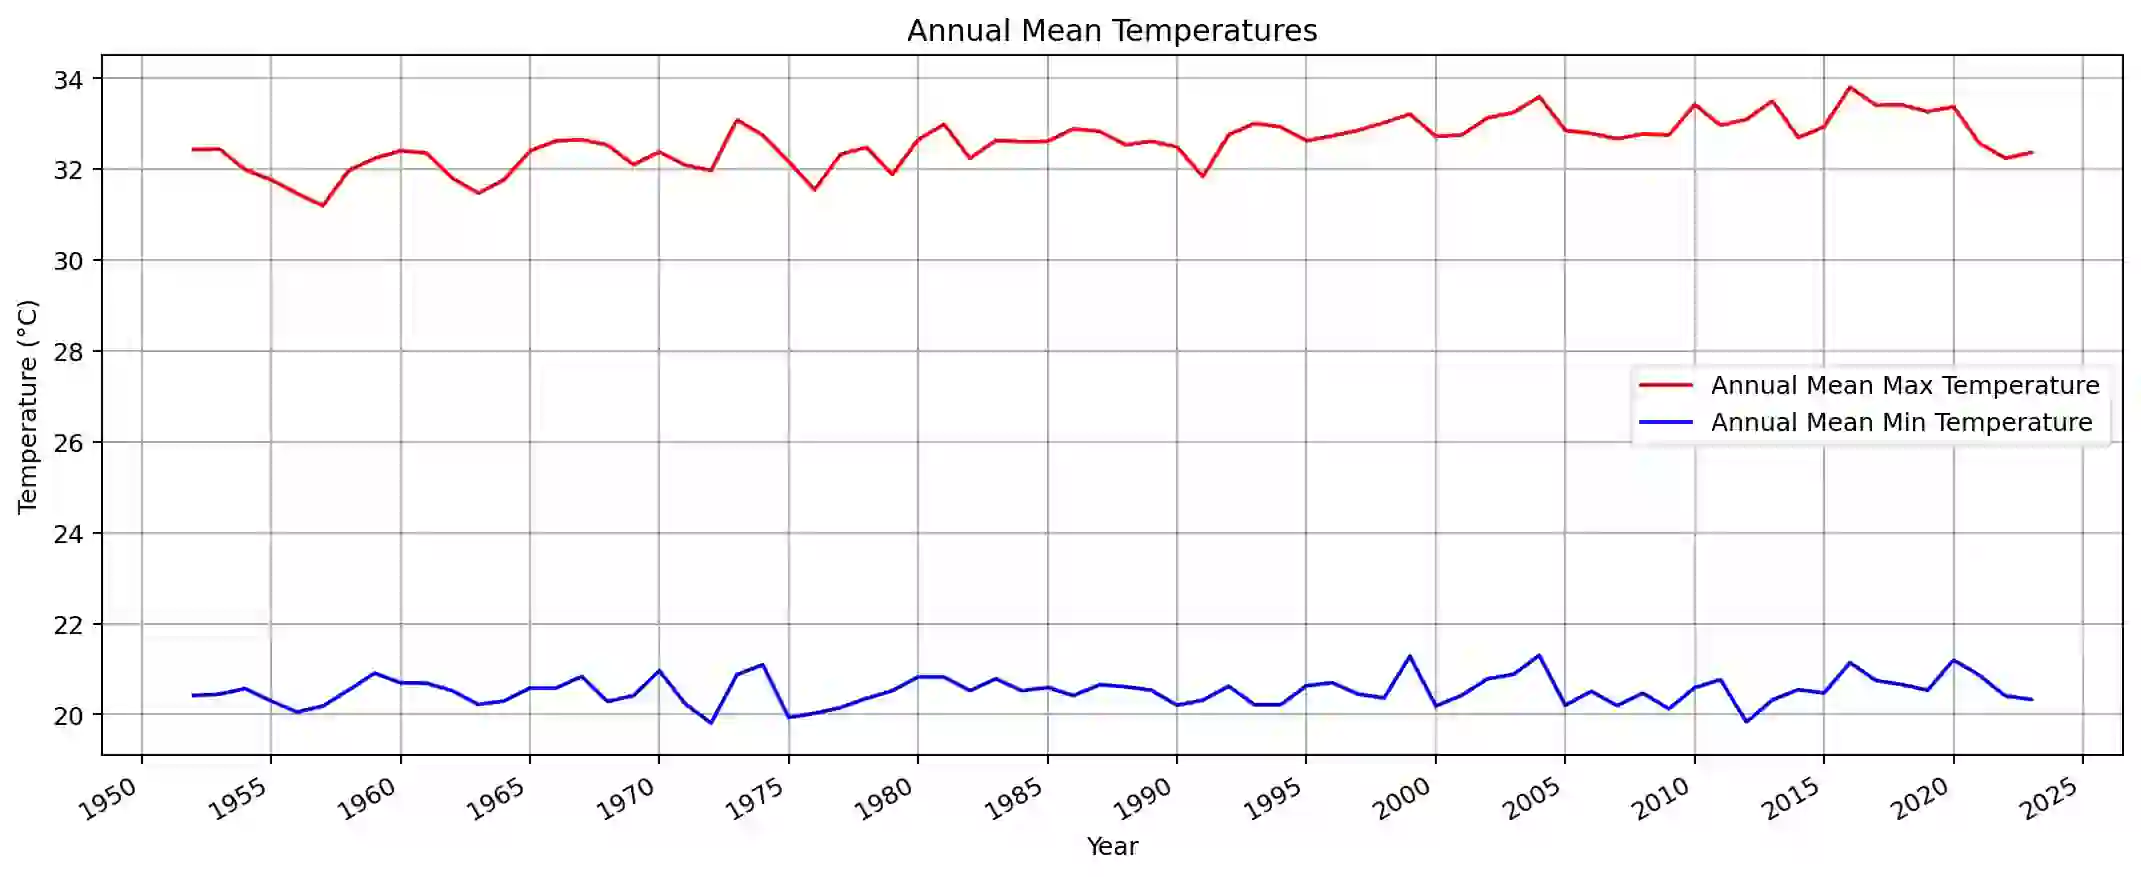 Annual Mean Temperatures
34
32
30
28
26
24
22
20
Temperature (°C)
Annual Mean Max Temperature
Annual Mean Min Temperature
1950 1955 1960 1965 1970 1975 1980 1985 1990 1995 2000 2005 2010 2015 2020 2025
Year